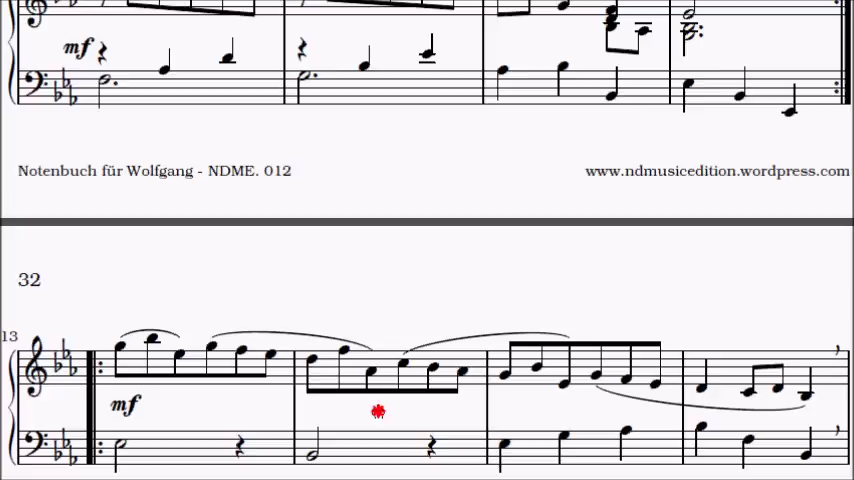 mf
Notenbuch für Wolfgang - NDME. 012
www.ndmusicedition.wordpress.com
32
13
mf